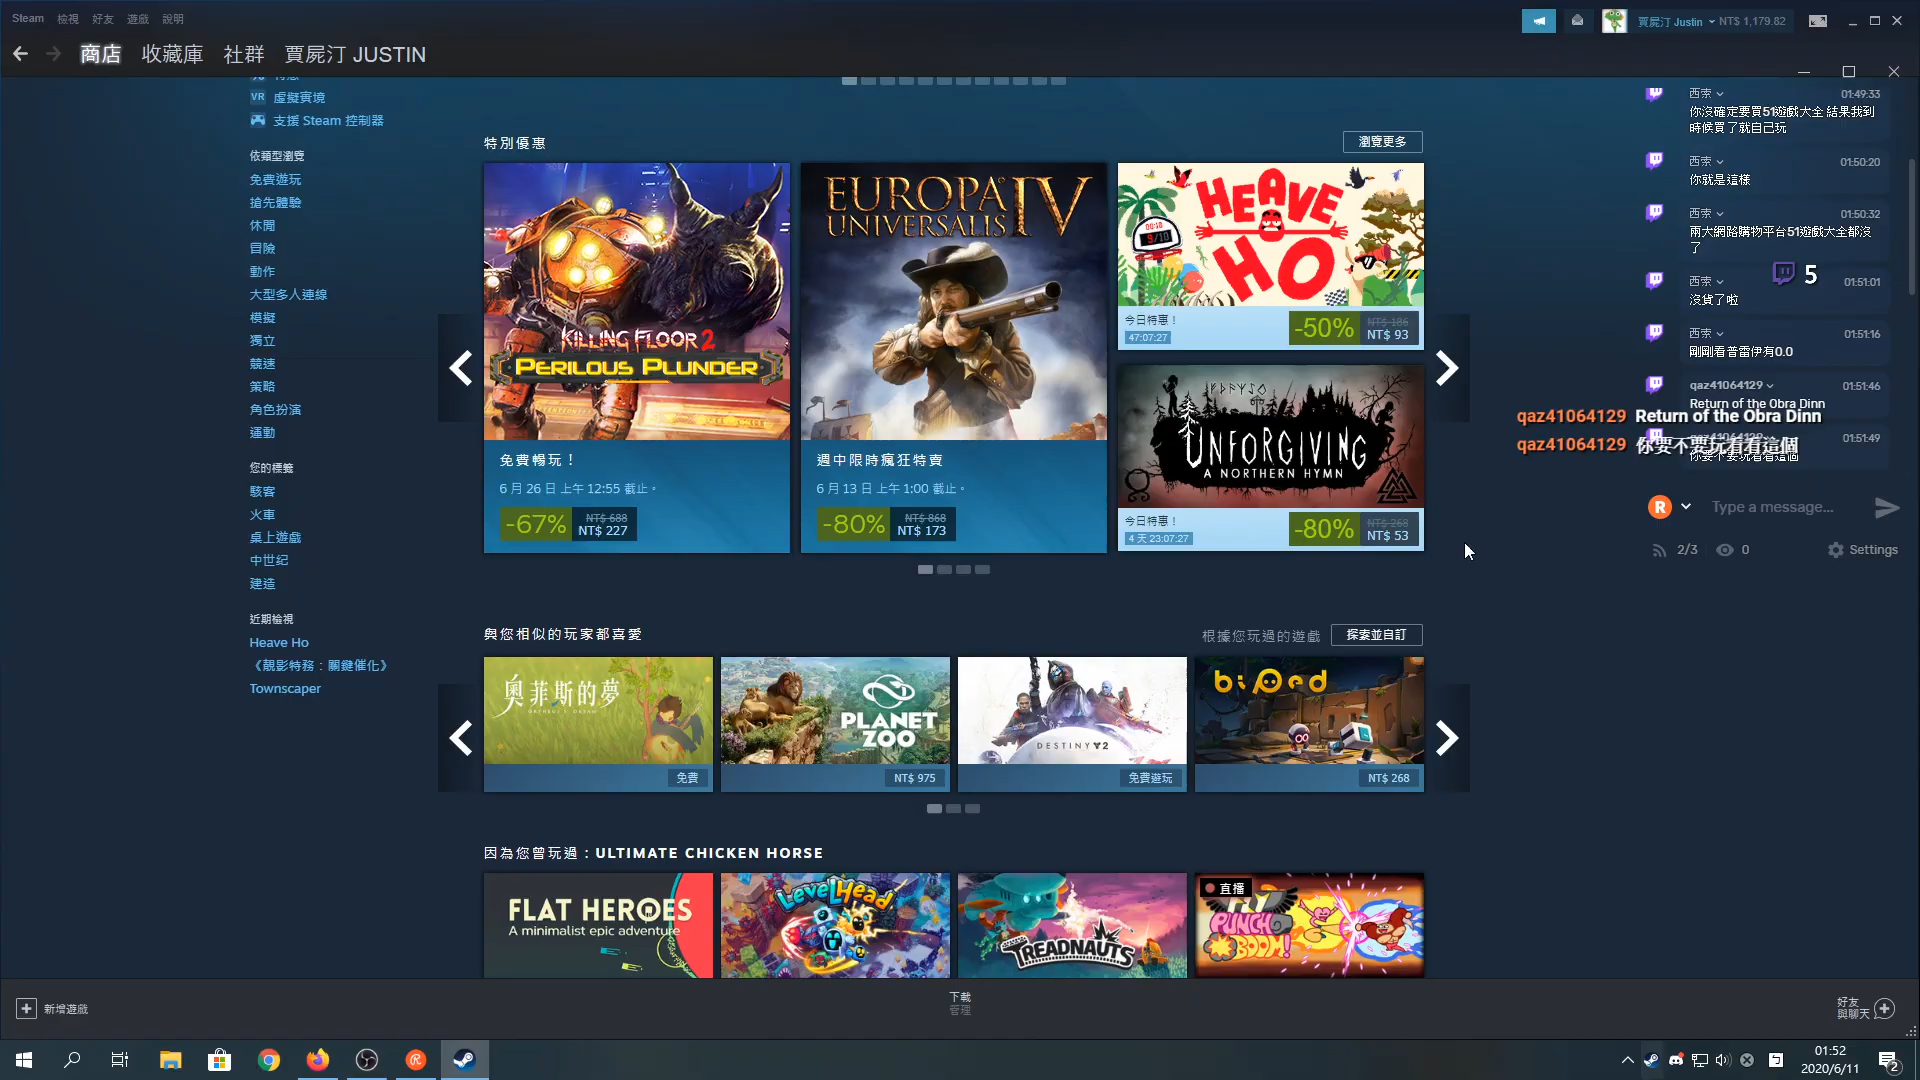 Steam 檢視 好友 遊戲 說明
賈屍汀 Justin NT$ 1,179.82
商店 收藏庫 社群 賈屍汀 JUSTIN
VR 虛擬實境
支援 Steam 控制器
依類型瀏覽
免費遊玩
搶先體驗
休閒
冒險
動作
大型多人連線
模擬
獨立
競速
策略
角色扮演
運動
您的標籤
駭客
火車
桌上遊戲
中世紀
建造
近期檢視
Heave Ho
《靚影特務：關鍵催化》
Townscaper
特別優惠
瀏覽更多
KILLING FLOOR 2
PERILOUS PLUNDER
免費暢玩！
6 月 26 日 上午 12:55 截止。
-67% NT$ 688 NT$ 227
EUROPA UNIVERSALIS IV
週中限時瘋狂特賣
6 月 13 日 上午 1:00 截止。
-80% NT$ 868 NT$ 173
HEAVE HO
今日特惠！
47:07:27
-50% NT$ 186 NT$ 93
UNFORGIVING
A NORTHERN HYMN
今日特惠！
4 天 23:07:27
-80% NT$ 268 NT$ 53
與您相似的玩家都喜愛
根據您玩過的遊戲 探索並自訂
奧菲斯的夢
免費
PLANET ZOO
NT$ 975
DESTINY 2
免費遊玩
biped
NT$ 268
因為您曾玩過：ULTIMATE CHICKEN HORSE
FLAT HEROES
A minimalist epic adventure
LevelHead
TREADNAUTS
直播
FLY PUNCH BOOM!
西索 01:49:33
你沒確定要買51遊戲大全 結果我到
時候買了就自己玩
西索 01:50:20
你就是這樣
西索 01:50:32
兩大網路購物平台51遊戲大全都沒
了
5
西索 01:51:01
沒貨了啦
西索 01:51:16
剛剛看普雷伊有0.0
qaz41064129 01:51:46
Return of the Obra Dinn
qaz41064129 Return of the Obra Dinn
qaz41064129 01:51:49
qaz41064129 你要不要玩看看這個
你要不要玩看看這個
R Type a message...
2/3 0 Settings
新增遊戲
下載
管理
好友
與聊天
01:52
2020/6/11
2